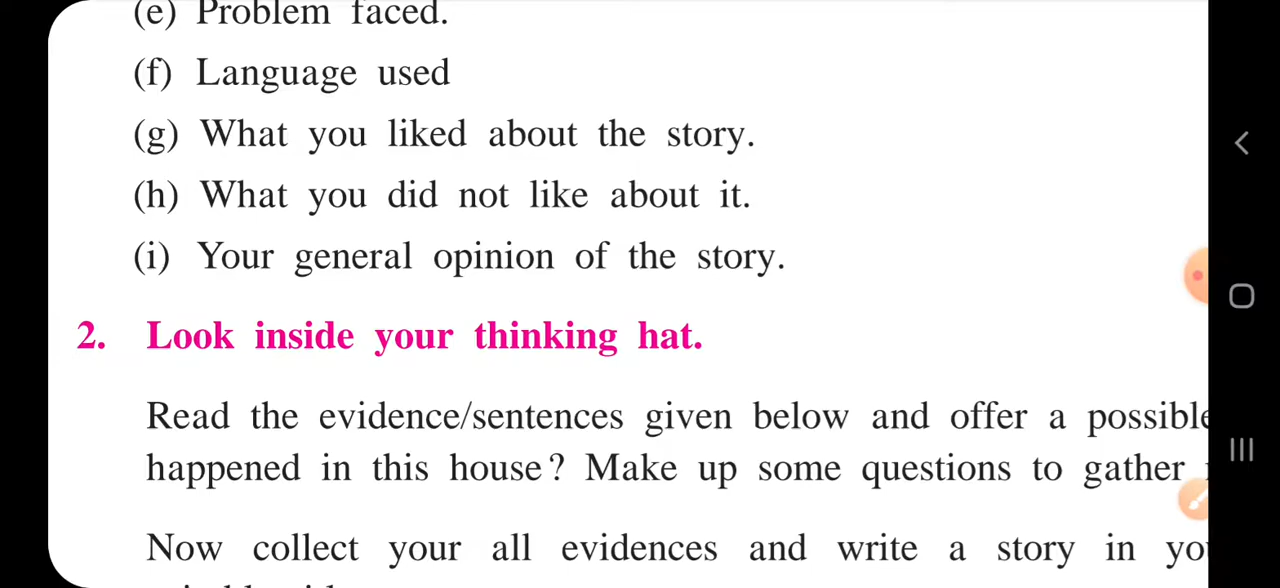 (e) Problem faced.
(f) Language used
(g) What you liked about the story.
(h) What you did not like about it.
(i) Your general opinion of the story.
2. Look inside your thinking hat.
Read the evidence/sentences given below and offer a possible
happened in this house? Make up some questions to gather
Now collect your all evidences and write a story in